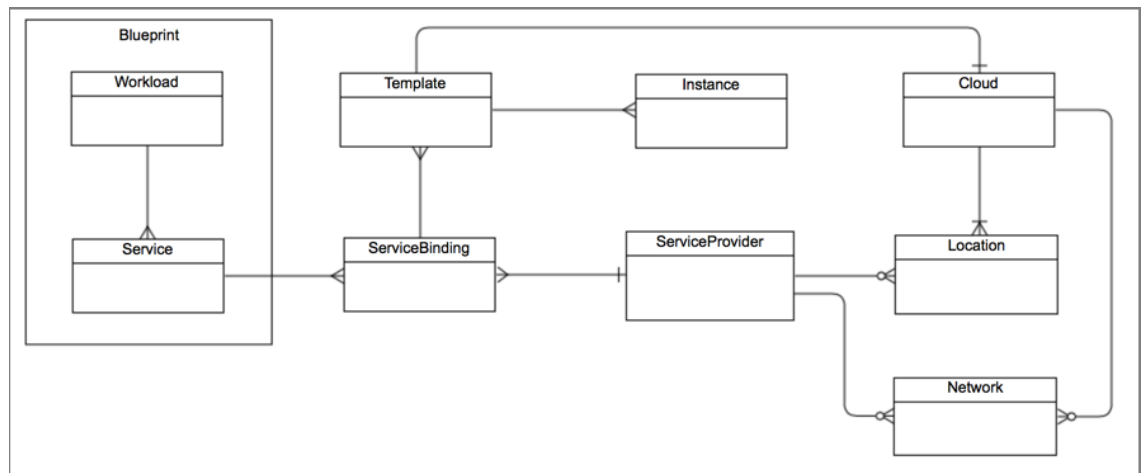 Blueprint
Workload
Template
Instance
Cloud
Service
ServiceBinding
ServiceProvider
Location
Network